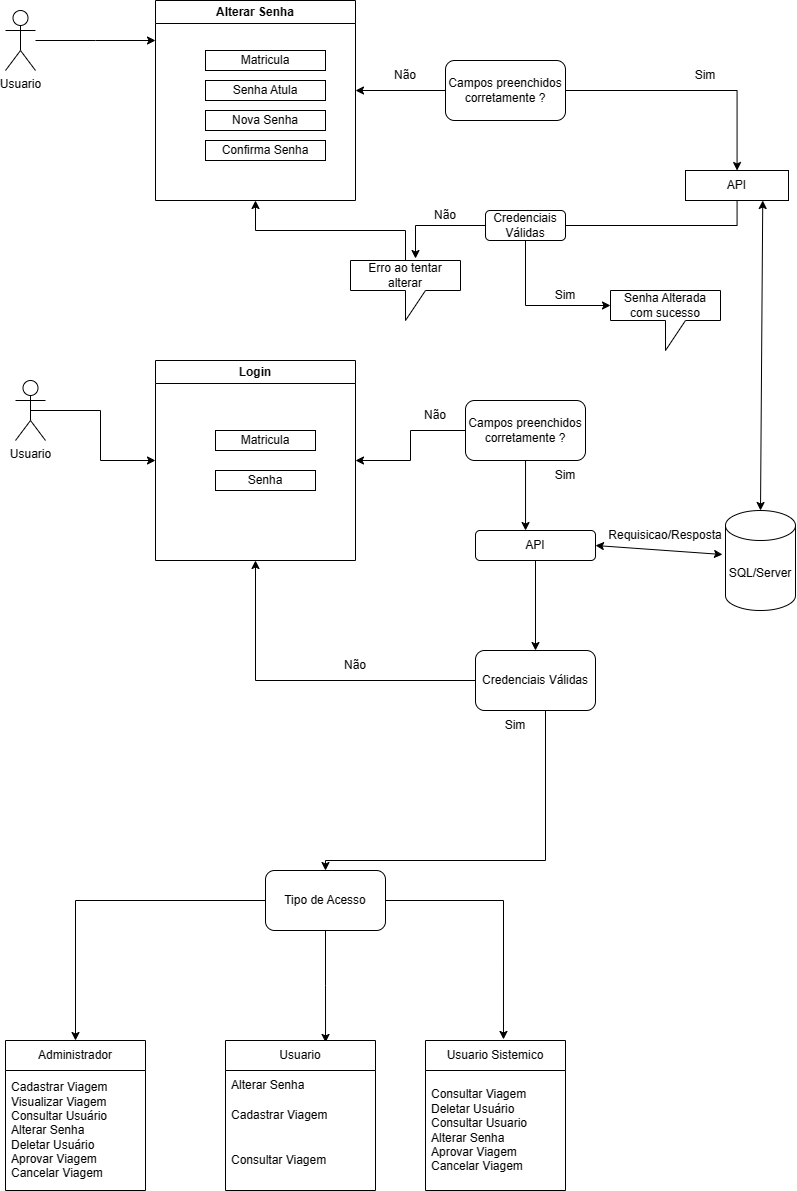 Alterar Senha
Usuario
Matricula
Senha Atula
Nova Senha
Confirma Senha
Não
Campos preenchidos
corretamente ?
Sim
API
Não
Credenciais
Válidas
Erro ao tentar
alterar
Sim
Senha Alterada
com sucesso
Login
Usuario
Matricula
Senha
Não
Campos preenchidos
corretamente ?
Sim
API
Requisicao/Resposta
SQL/Server
Não
Credenciais Válidas
Sim
Tipo de Acesso
Administrador
Cadastrar Viagem
Visualizar Viagem
Consultar Usuário
Alterar Senha
Deletar Usuário
Aprovar Viagem
Cancelar Viagem
Usuario
Alterar Senha
Cadastrar Viagem
Consultar Viagem
Usuario Sistemico
Consultar Viagem
Deletar Usuário
Consultar Usuario
Alterar Senha
Aprovar Viagem
Cancelar Viagem